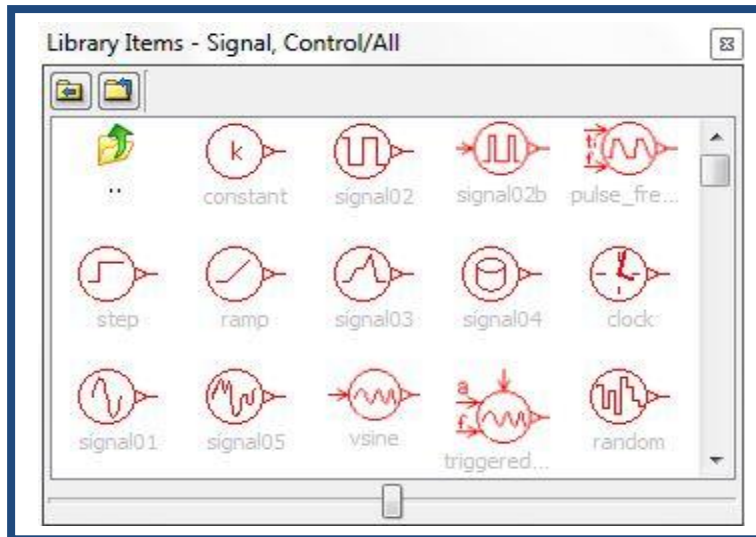 Library Items - Signal, Control/All
..
constant
signal02
signal02b
pulse_fre...
k
t
f
step
ramp
signal03
signal04
clock
signal01
signal05
vsine
triggered...
random
a
f